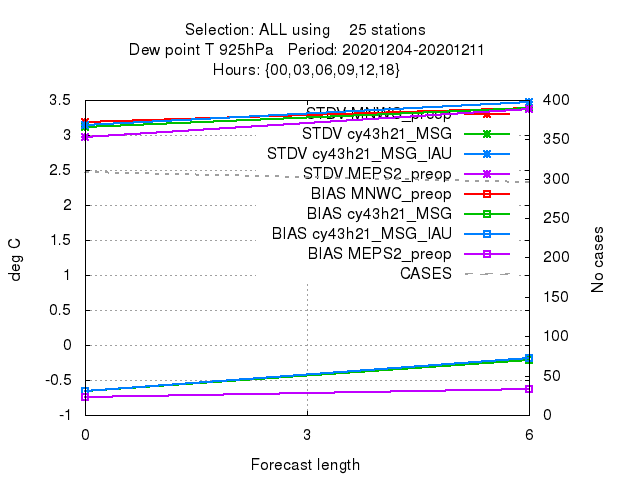 Selection: ALL using 25 stations
Dew point T 925hPa Period: 20201204-20201211
Hours: {00,03,06,09,12,18}
3.5
3
2.5
2
1.5
1
0.5
0
-0.5
-1
deg C
STDV MNWC_preop
STDV cy43h21_MSG
STDV cy43h21_MSG_IAU
STDV MEPS2_preop
BIAS MNWC_preop
BIAS cy43h21_MSG
BIAS cy43h21_MSG_IAU
BIAS MEPS2_preop
CASES
400
350
300
250
200
150
100
50
0
No cases
0 3 6
Forecast length